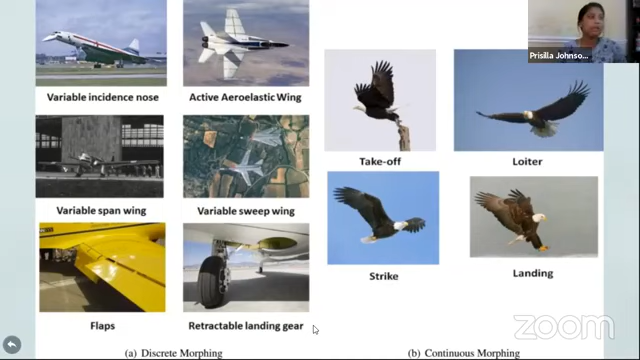 Prisilla Johnso...
Variable incidence nose
Active Aeroelastic Wing
Take-off
Loiter
Variable span wing
Variable sweep wing
Strike
Landing
Flaps
Retractable landing gear
(a) Discrete Morphing
(b) Continuous Morphing
zoom